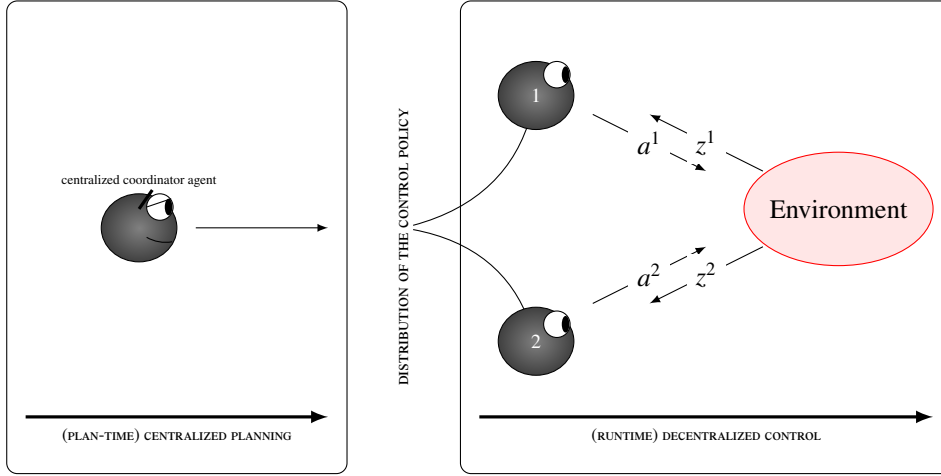 centralized coordinator agent
(PLAN-TIME) CENTRALIZED PLANNING
DISTRIBUTION OF THE CONTROL POLICY
1
a¹
z¹
Environment
a²
z²
2
(RUNTIME) DECENTRALIZED CONTROL